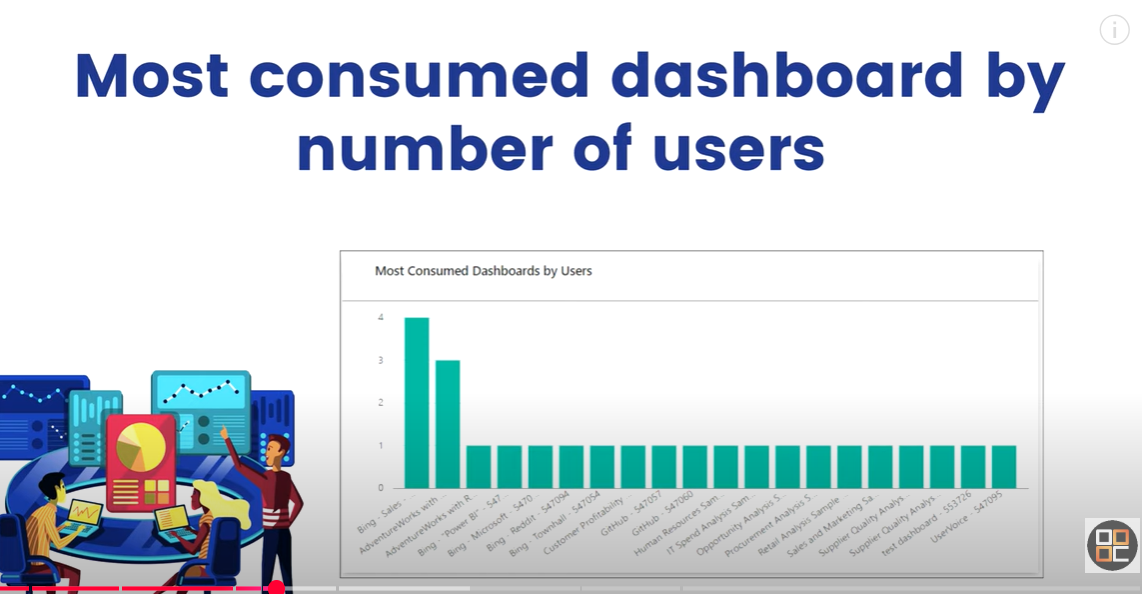 Most consumed dashboard by
number of users
Most Consumed Dashboards by Users
4
3
2
1
0
Bing - Sales - ...
AdventureWorks with ...
AdventureWorks with R...
Bing - "Power BI" - S47...
Bing - Microsoft - S470...
Bing - Reddit - S47094
Bing - Townhall - S47054
Customer Profitability ...
GitHub - S47057
GitHub - S47060
Human Resources Sam...
IT Spend Analysis Sam...
Opportunity Analysis S...
Procurement Analysis S...
Retail Analysis Sample ...
Sales and Marketing Sa
Supplier Quality Analys...
Supplier Quality Analys...
test dashboard - S53726
UserVoice - S47095